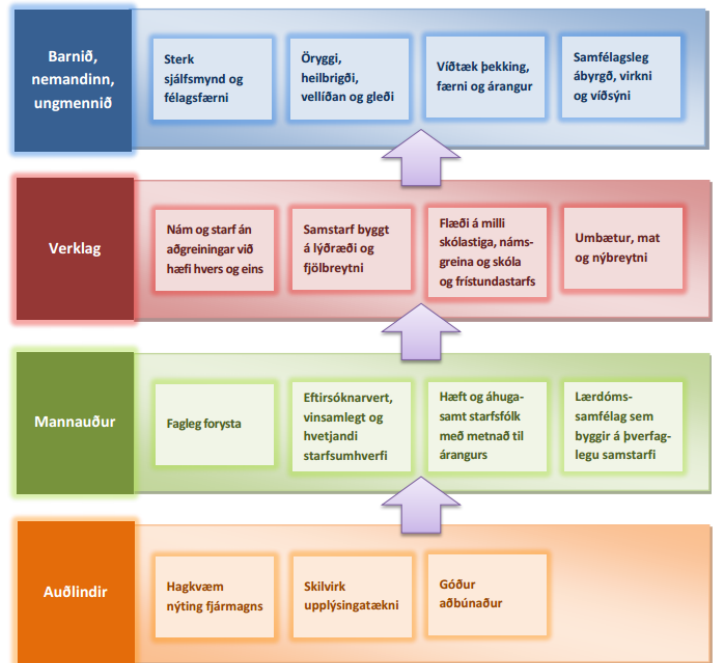 Barnið,
nemandinn,
ungmennið
Sterk
sjálfsmynd og
félagsfærni
Öryggi,
heilbrigði,
vellíðan og gleði
Víðtæk þekking,
færni og árangur
Samfélagsleg
ábyrgð, virkni
og víðsýni
Verklag
Nám og starf án
aðgreiningar við
hæfi hvers og eins
Samstarf byggt
á lýðræði og
fjölbreytni
Flæði á milli
skólastiga, náms-
greina og skóla
og frístundastarfs
Umbætur, mat
og nýbreytni
Mannauður
Fagleg forysta
Eftirsóknarvert,
vinsamlegt og
hvetjandi
starfsumhverfi
Hæft og áhuga-
samt starfsfólk
með metnað til
árangurs
Lærdóms-
samfélag sem
byggir á þverfag-
legu samstarfi
Auðlindir
Hagkvæm
nýting fjármagns
Skilvirk
upplýsingatækni
Góður
aðbúnaður